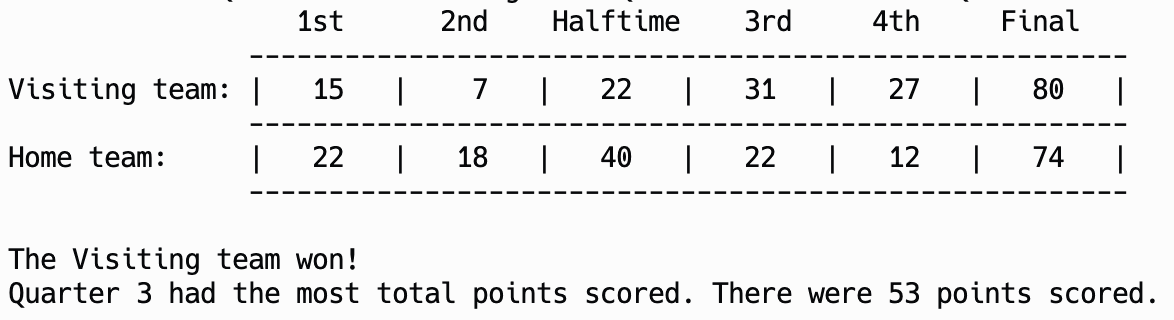 1st 2nd Halftime 3rd 4th Final
-------------------------------------------------------
Visiting team: | 15 | 7 | 22 | 31 | 27 | 80 |
-------------------------------------------------------
Home team: | 22 | 18 | 40 | 22 | 12 | 74 |
-------------------------------------------------------
The Visiting team won!
Quarter 3 had the most total points scored. There were 53 points scored.